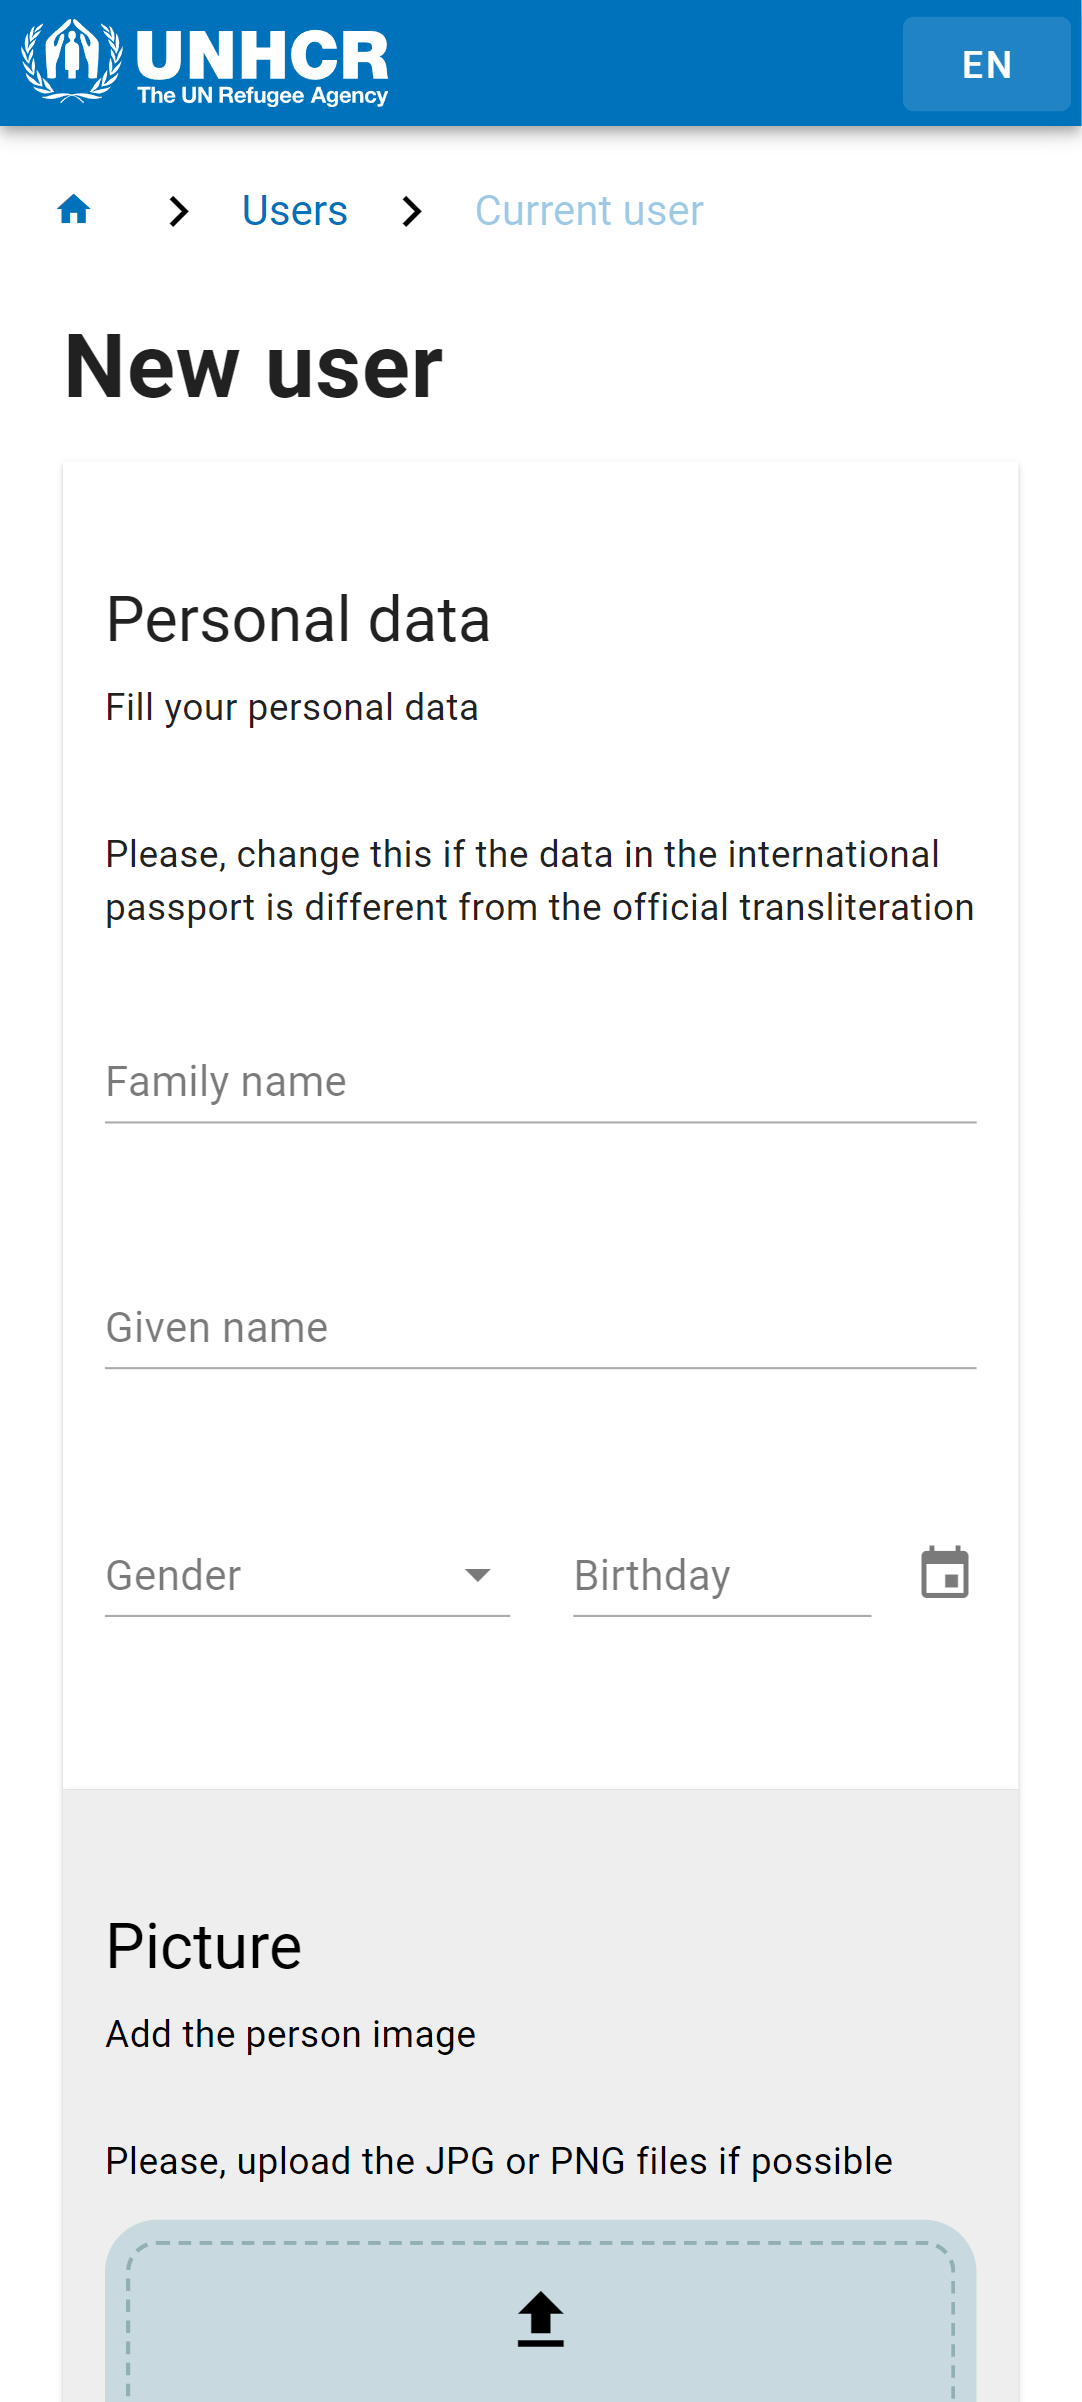 UNHCR
The UN Refugee Agency
EN
Users
Current user
New user
Personal data
Fill your personal data
Please, change this if the data in the international
passport is different from the official transliteration
Family name
Given name
Gender
Birthday
Picture
Add the person image
Please, upload the JPG or PNG files if possible